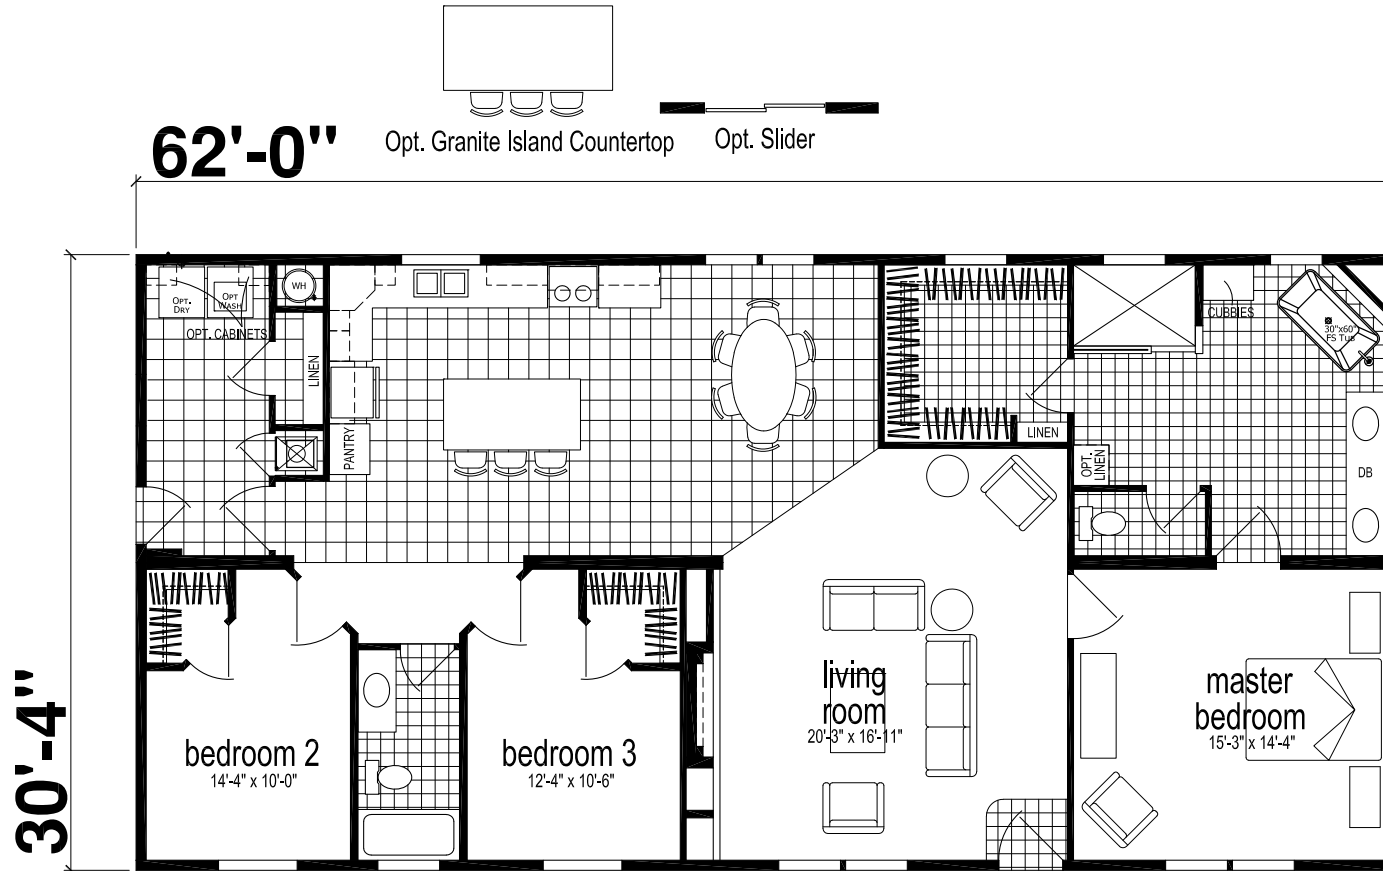 Opt. Granite Island Countertop
Opt. Slider
62'-0"
30'-4"
OPT.
DRY
OPT
WASH
OPT. CABINETS
WH
LINEN
PANTRY
LINEN
CUBBIES
30"x60"
FS TUB
OPT.
LINEN
DB
bedroom 2
14'-4" x 10'-0"
bedroom 3
12'-4" x 10'-6"
living
room
20'-3" x 16'-11"
master
bedroom
15'-3" x 14'-4"